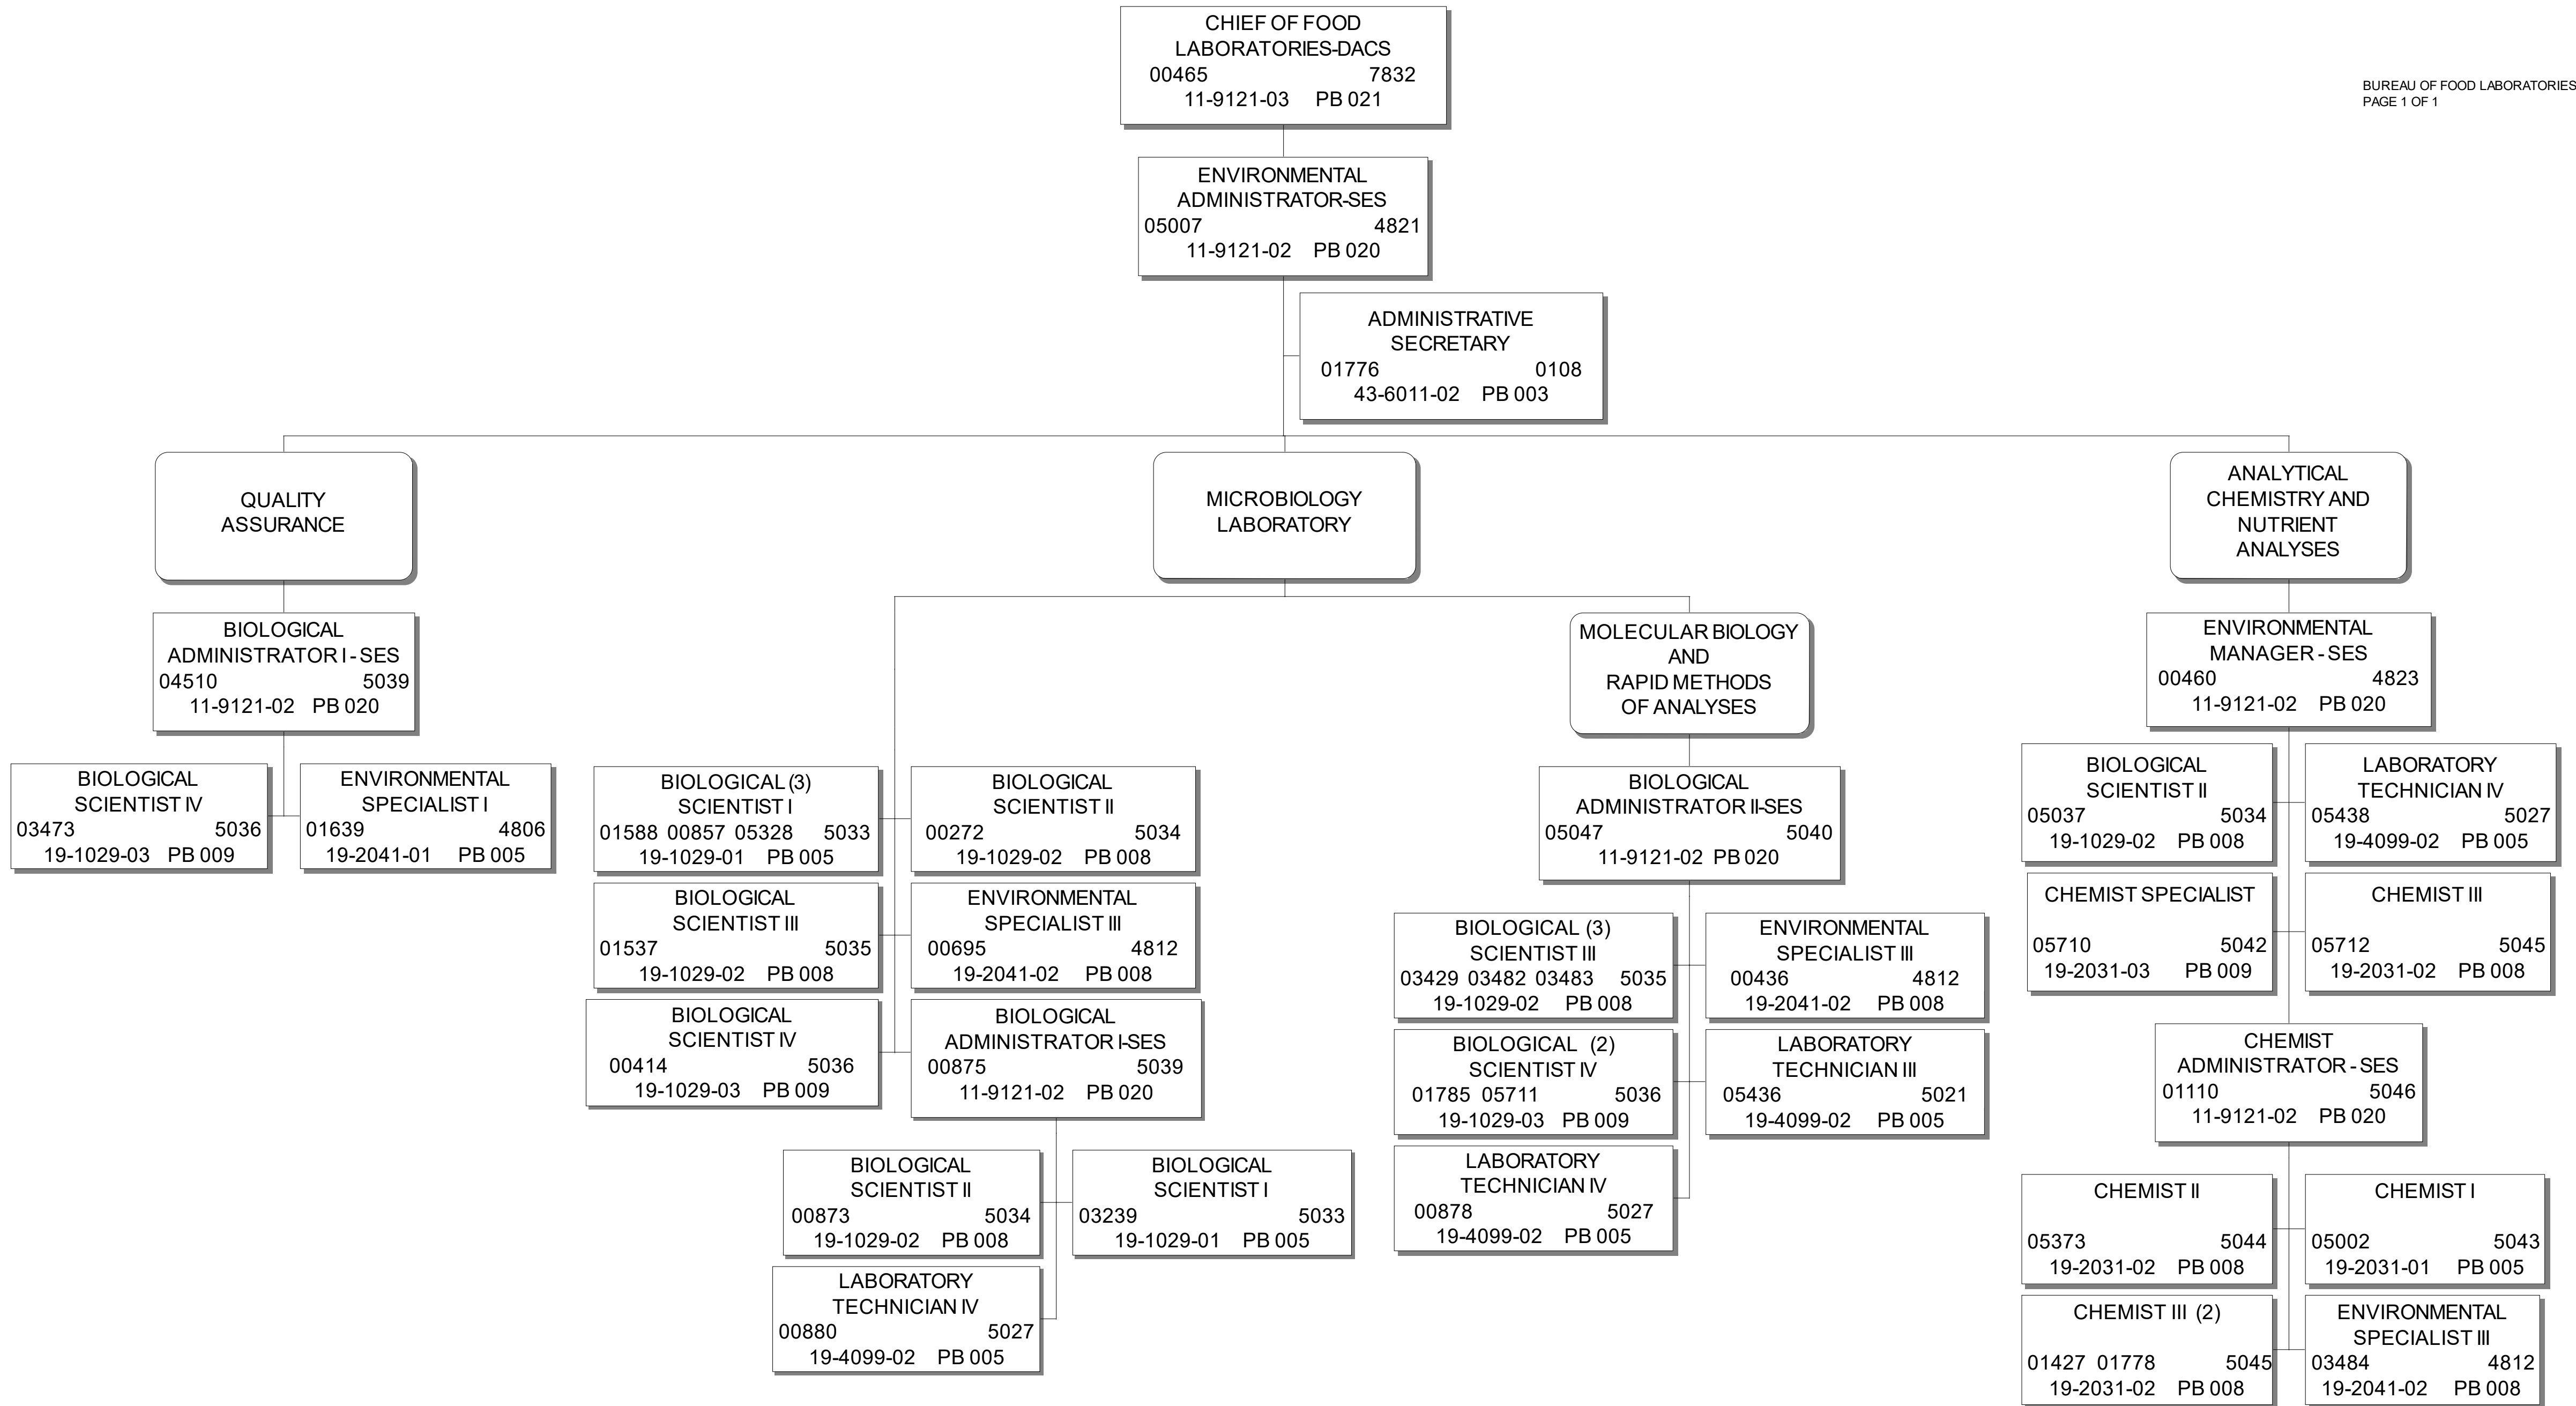 CHIEF OF FOOD
LABORATORIES-DACS
00465 7832
11-9121-03 PB 021
BUREAU OF FOOD LABORATORIES
PAGE 1 OF 1
ENVIRONMENTAL
ADMINISTRATOR-SES
05007 4821
11-9121-02 PB 020
ADMINISTRATIVE
SECRETARY
01776 0108
43-6011-02 PB 003
QUALITY
ASSURANCE
MICROBIOLOGY
LABORATORY
ANALYTICAL
CHEMISTRY AND
NUTRIENT
ANALYSES
BIOLOGICAL
ADMINISTRATOR I - SES
04510 5039
11-9121-02 PB 020
BIOLOGICAL
SCIENTIST IV
03473 5036
19-1029-03 PB 009
ENVIRONMENTAL
SPECIALIST I
01639 4806
19-2041-01 PB 005
BIOLOGICAL (3)
SCIENTIST I
01588 00857 05328 5033
19-1029-01 PB 005
BIOLOGICAL
SCIENTIST II
00272 5034
19-1029-02 PB 008
BIOLOGICAL
SCIENTIST III
01537 5035
19-1029-02 PB 008
ENVIRONMENTAL
SPECIALIST III
00695 4812
19-2041-02 PB 008
BIOLOGICAL
SCIENTIST IV
00414 5036
19-1029-03 PB 009
BIOLOGICAL
ADMINISTRATOR I-SES
00875 5039
11-9121-02 PB 020
BIOLOGICAL
SCIENTIST II
00873 5034
19-1029-02 PB 008
BIOLOGICAL
SCIENTIST I
03239 5033
19-1029-01 PB 005
LABORATORY
TECHNICIAN IV
00880 5027
19-4099-02 PB 005
MOLECULAR BIOLOGY
AND
RAPID METHODS
OF ANALYSES
BIOLOGICAL
ADMINISTRATOR II-SES
05047 5040
11-9121-02 PB 020
BIOLOGICAL (3)
SCIENTIST III
03429 03482 03483 5035
19-1029-02 PB 008
ENVIRONMENTAL
SPECIALIST III
00436 4812
19-2041-02 PB 008
BIOLOGICAL (2)
SCIENTIST IV
01785 05711 5036
19-1029-03 PB 009
LABORATORY
TECHNICIAN III
05436 5021
19-4099-02 PB 005
LABORATORY
TECHNICIAN IV
00878 5027
19-4099-02 PB 005
ENVIRONMENTAL
MANAGER - SES
00460 4823
11-9121-02 PB 020
BIOLOGICAL
SCIENTIST II
05037 5034
19-1029-02 PB 008
LABORATORY
TECHNICIAN IV
05438 5027
19-4099-02 PB 005
CHEMIST SPECIALIST
05710 5042
19-2031-03 PB 009
CHEMIST III
05712 5045
19-2031-02 PB 008
CHEMIST
ADMINISTRATOR - SES
01110 5046
11-9121-02 PB 020
CHEMIST II
05373 5044
19-2031-02 PB 008
CHEMIST I
05002 5043
19-2031-01 PB 005
CHEMIST III (2)
01427 01778 5045
19-2031-02 PB 008
ENVIRONMENTAL
SPECIALIST III
03484 4812
19-2041-02 PB 008